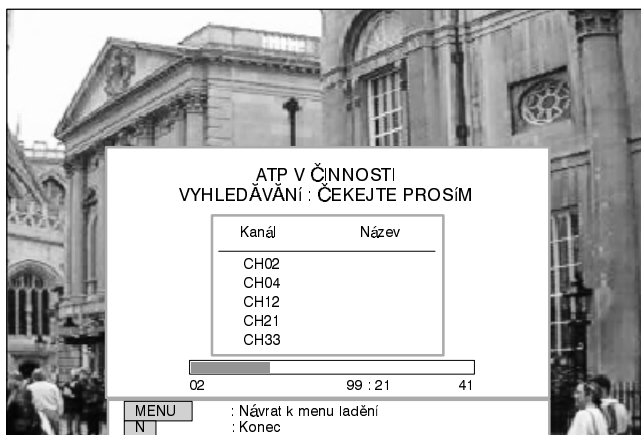 ATP V ČINNOSTI
VYHLEDĂVĂNÍ : ČEKEJTE PROSÍM
Kanál Název
CH02
CH04
CH12
CH21
CH33
02 99 : 21 41
MENU : Návrat k menu ladění
N : Konec